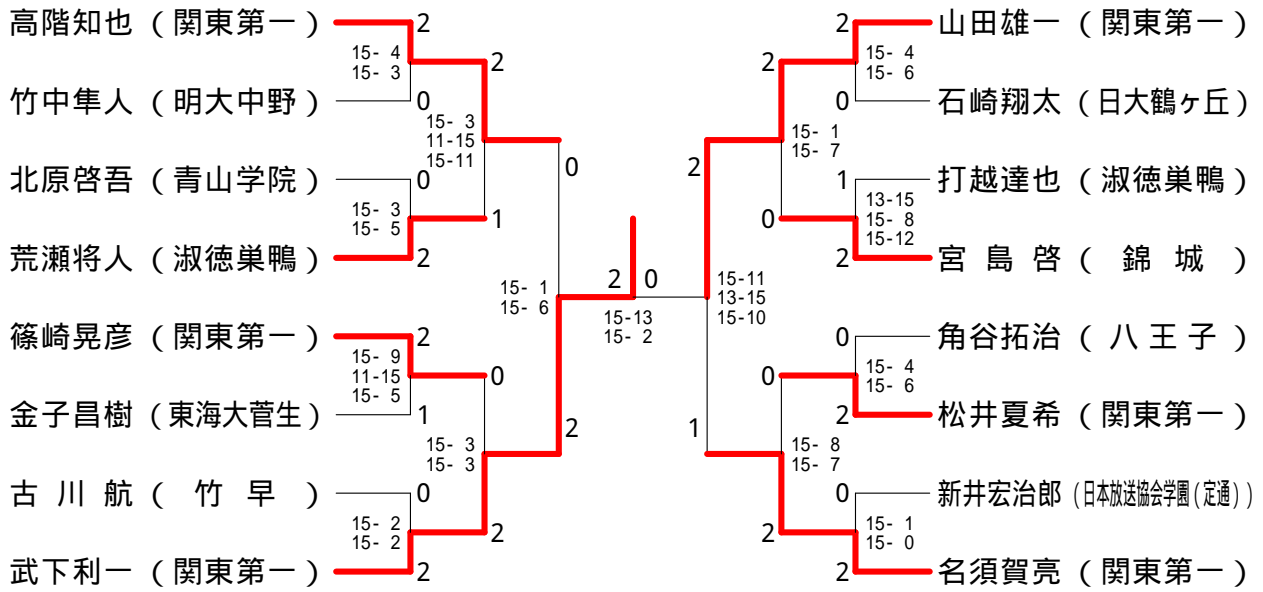 高階知也 (関東第一) 2
15- 4
15- 3
2
竹中隼人 (明大中野) 0
15- 3
11-15
15-11
0
北原啓吾 (青山学院) 0
15- 3
15- 5
1
荒瀬将人 (淑徳巣鴨) 2
15- 1
15- 6
篠崎晃彦 (関東第一) 2
15- 9
11-15
15- 5
0
金子昌樹 (東海大菅生) 1
15- 3
15- 3
2
古川航 (竹早) 0
15- 2
15- 2
2
武下利一 (関東第一) 2
2 0
15-13
15- 2
2 山田雄一 (関東第一)
15- 4
15- 6
2
0 石崎翔太 (日大鶴ヶ丘)
15- 1
15- 7
2
1 打越達也 (淑徳巣鴨)
13-15
15- 8
15-12
0
2 宮島啓 (錦城)
15-11
13-15
15-10
0 角谷拓治 (八王子)
15- 4
15- 6
0
2 松井夏希 (関東第一)
15- 8
15- 7
1
0 新井宏治郎 (日本放送協会学園(定通))
15- 1
15- 0
2
2 名須賀亮 (関東第一)